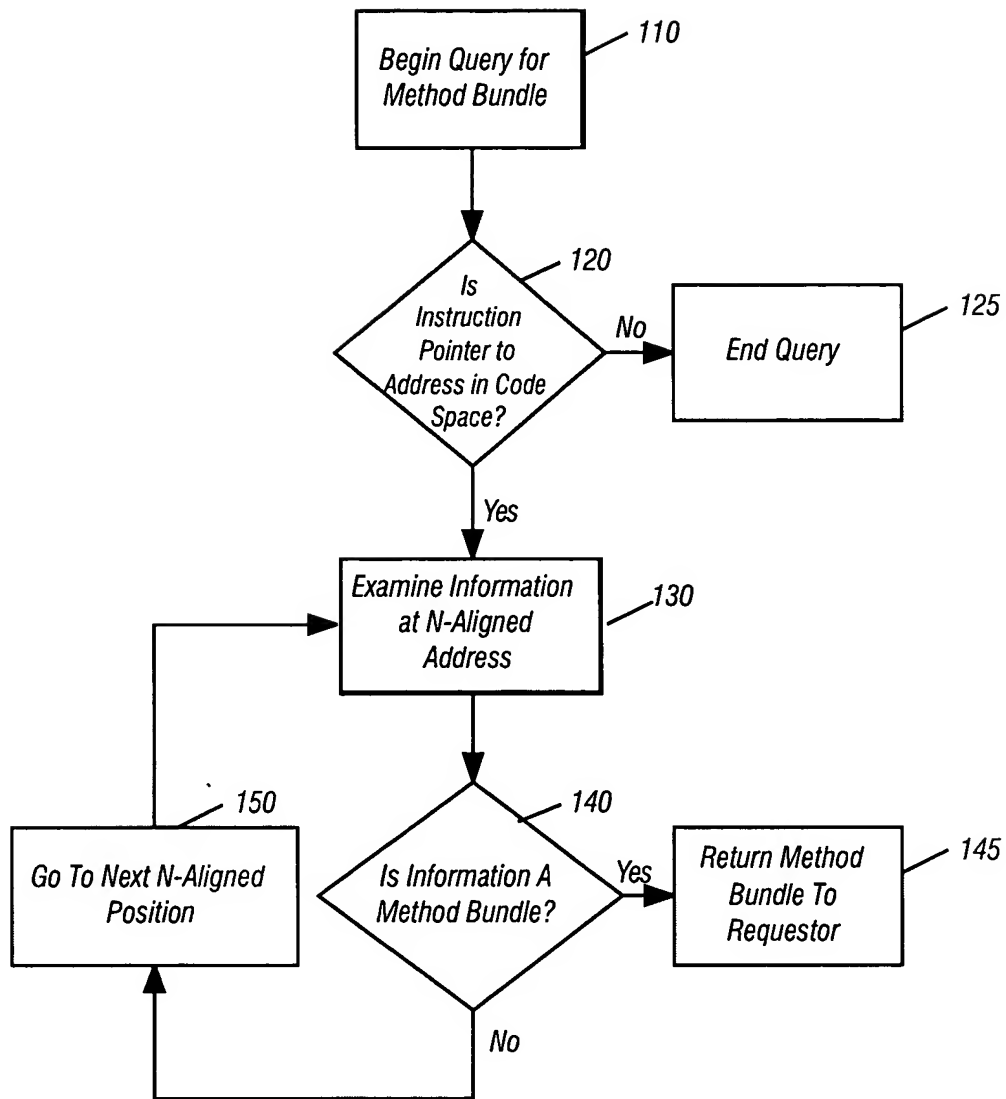 110
Begin Query for
Method Bundle
120
Is
Instruction
Pointer to
Address in Code
Space?
No
125
End Query
Yes
Examine Information
at N-Aligned
Address
130
150
Go To Next N-Aligned
Position
140
Is Information A
Method Bundle?
Yes
145
Return Method
Bundle To
Requestor
No